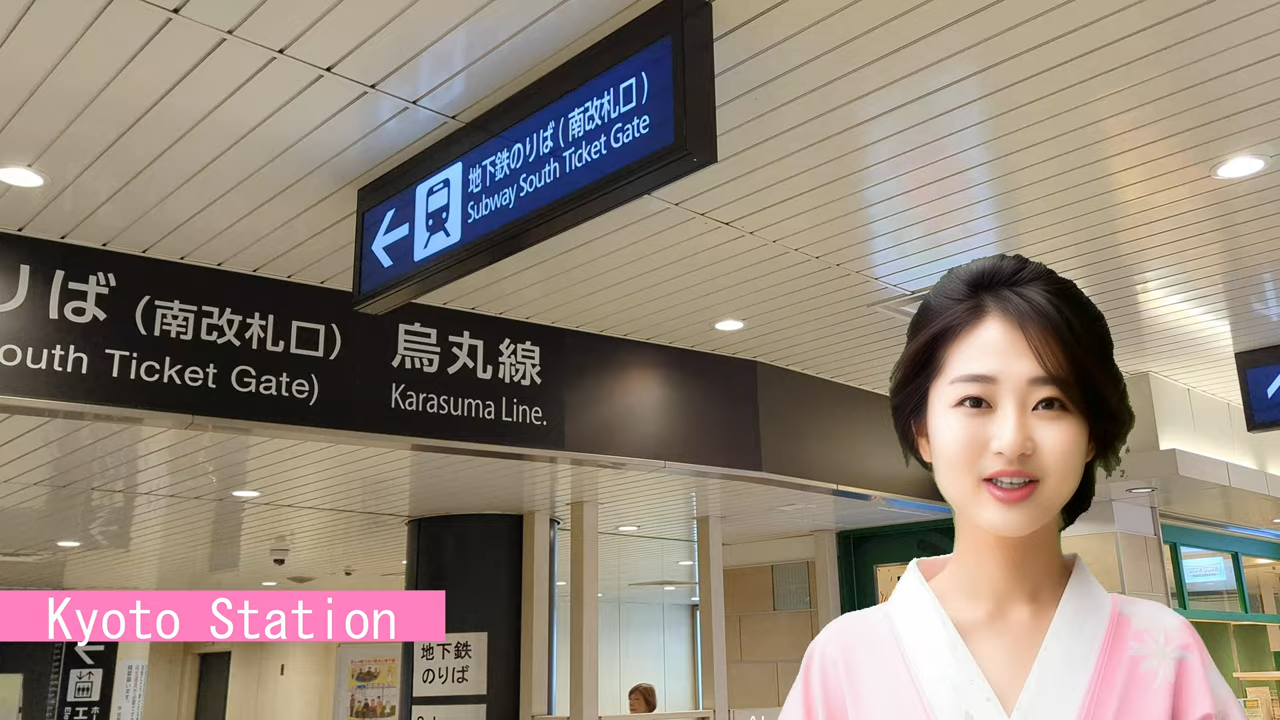 地下鉄のりば(南改札口)
Subway South Ticket Gate
りば(南改札口)
outh Ticket Gate)
烏丸線
Karasuma Line.
Kyoto Station
地下鉄
のりば